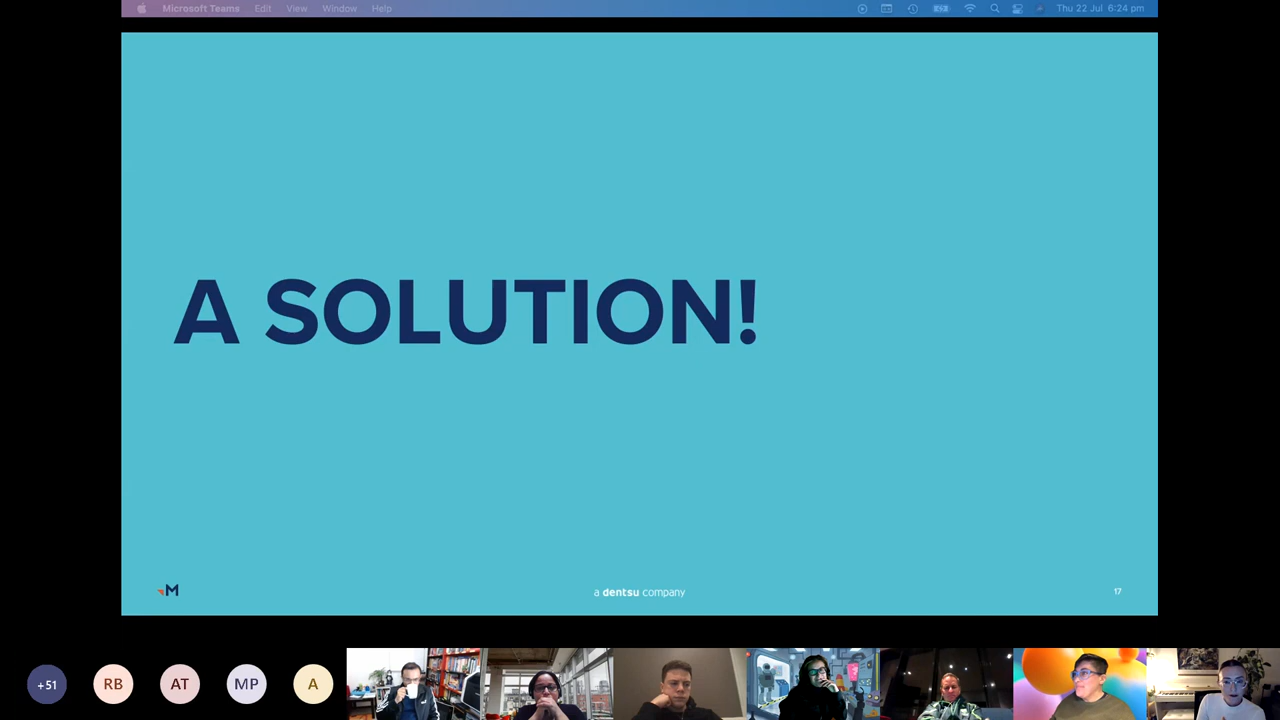 Microsoft Teams Edit View Window Help Thu 22 Jul 6:24 pm
A SOLUTION!
M
a dentsu company
17
+51 RB AT MP A